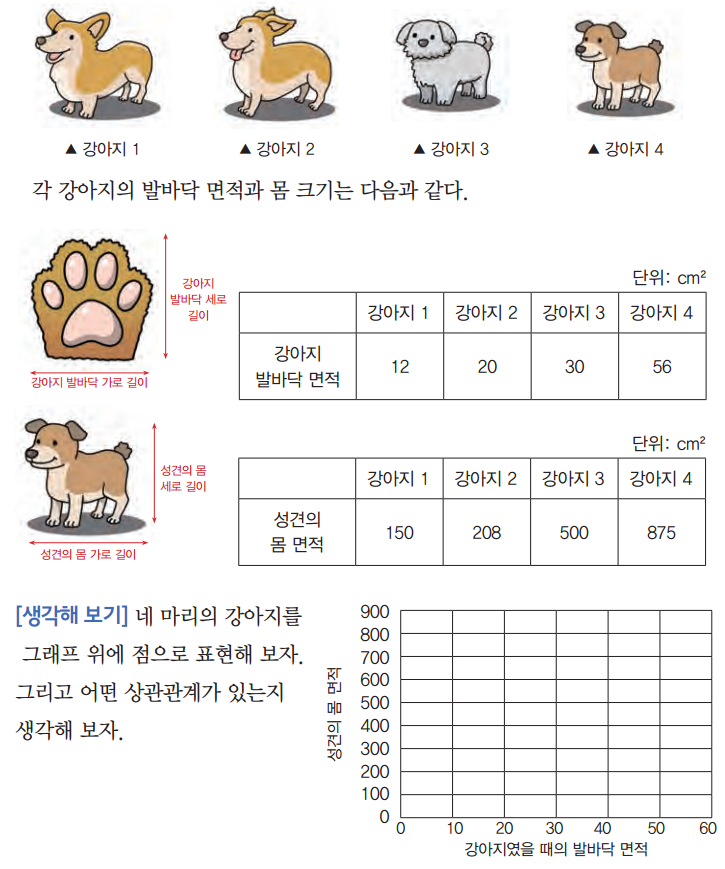 ▲ 강아지 1 ▲ 강아지 2 ▲ 강아지 3 ▲ 강아지 4
각 강아지의 발바닥 면적과 몸 크기는 다음과 같다.
강아지
발바닥 세로
길이
강아지 발바닥 가로 길이
단위: cm²
강아지 1 강아지 2 강아지 3 강아지 4
강아지
발바닥 면적
12 20 30 56
성견의 몸
세로 길이
성견의 몸 가로 길이
단위: cm²
강아지 1 강아지 2 강아지 3 강아지 4
성견의
몸 면적
150 208 500 875
[생각해 보기] 네 마리의 강아지를
그래프 위에 점으로 표현해 보자.
그리고 어떤 상관관계가 있는지
생각해 보자.
성견의 몸 면적
900
800
700
600
500
400
300
200
100
0
0 10 20 30 40 50 60
강아지였을 때의 발바닥 면적